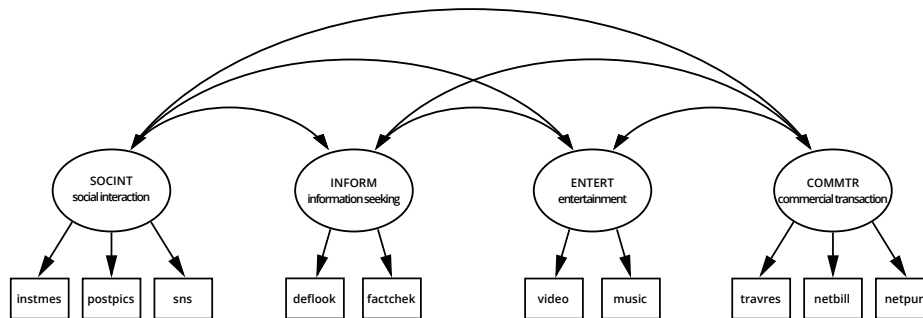 SOCINT
social interaction
INFORM
information seeking
ENTERT
entertainment
COMMTR
commercial transaction
instmes
postpics
sns
deflook
factchek
video
music
travres
netbill
netpur